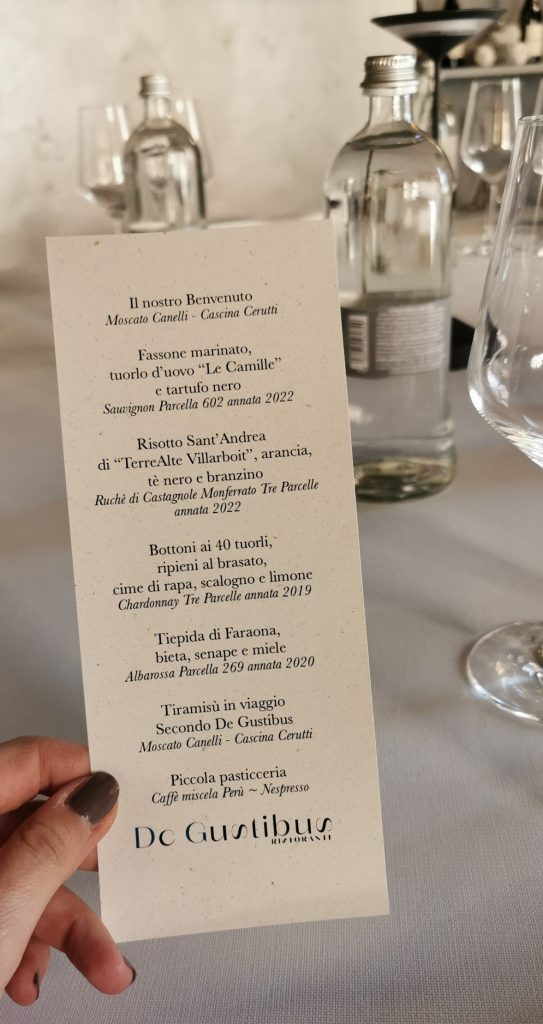 Il nostro Benvenuto
Moscato Canelli - Cascina Cerutti
Fassone marinato,
tuorlo d'uovo “Le Camille”
e tartufo nero
Sauvignon Parcella 602 annata 2022
Risotto Sant'Andrea
di “TerreAlte Villarboit”, arancia,
tè nero e branzino
Ruchè di Castagnole Monferrato Tre Parcelle
annata 2022
Bottoni ai 40 tuorli,
ripieni al brasato,
cime di rapa, scalogno e limone
Chardonnay Tre Parcelle annata 2019
Tiepida di Faraona,
bieta, senape e miele
Albarossa Parcella 269 annata 2020
Tiramisù in viaggio
Secondo De Gustibus
Moscato Canelli - Cascina Cerutti
Piccola pasticceria
Caffè miscela Perù ~ Nespresso
De Gustibus
RISTORANTE